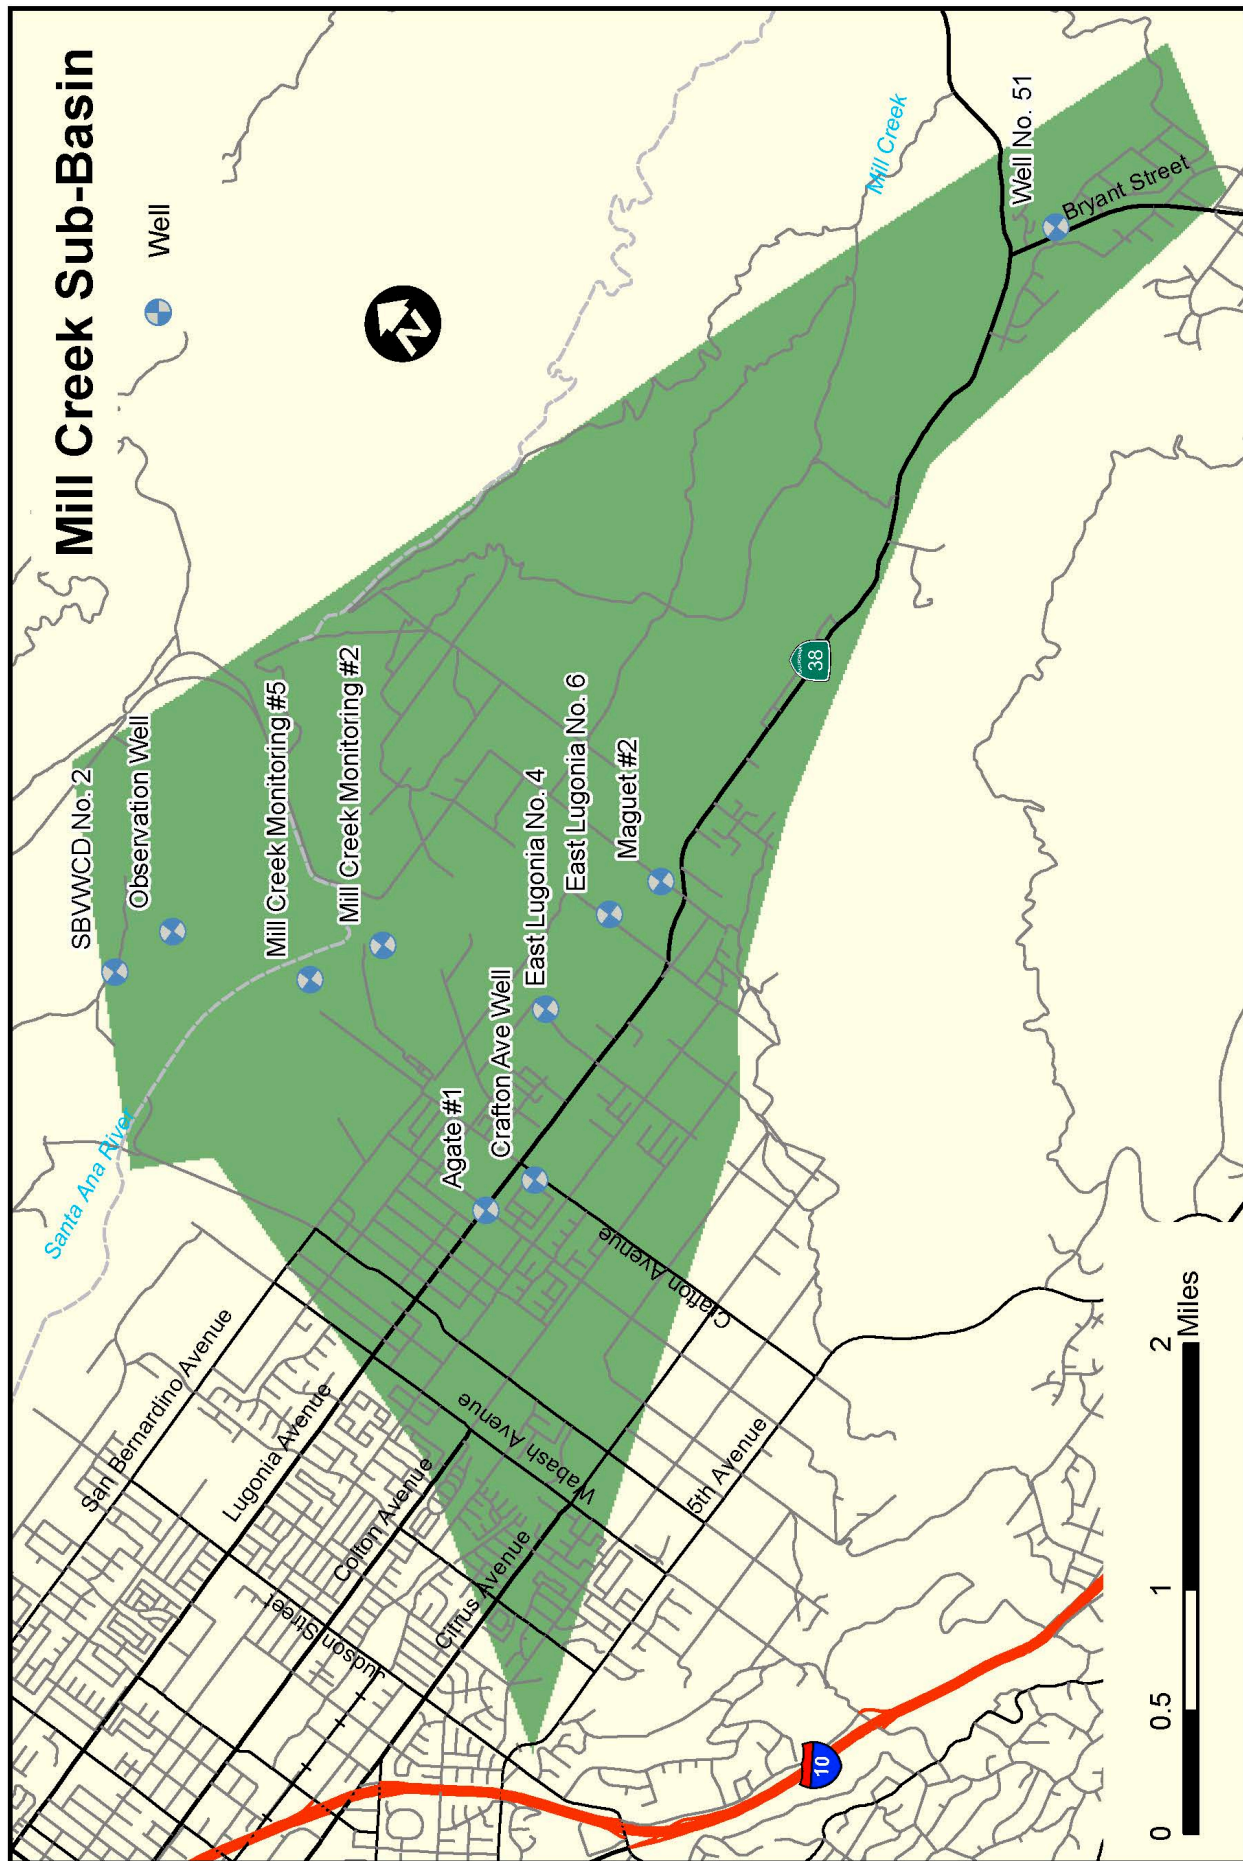 Mill Creek Sub-Basin
Well
N
SBVWCD No. 2
Observation Well
Mill Creek Monitoring #5
Mill Creek Monitoring #2
East Lugonia No. 4
East Lugonia No. 6
Maguet #2
Agate #1
Crafton Ave Well
Well No. 51
Bryant Street
Mill Creek
Santa Ana River
38
San Bernardino Avenue
Lugonia Avenue
Colton Avenue
Citrus Avenue
Judson Street
Wabash Avenue
Crafton Avenue
5th Avenue
10
0 0.5 1 2
Miles